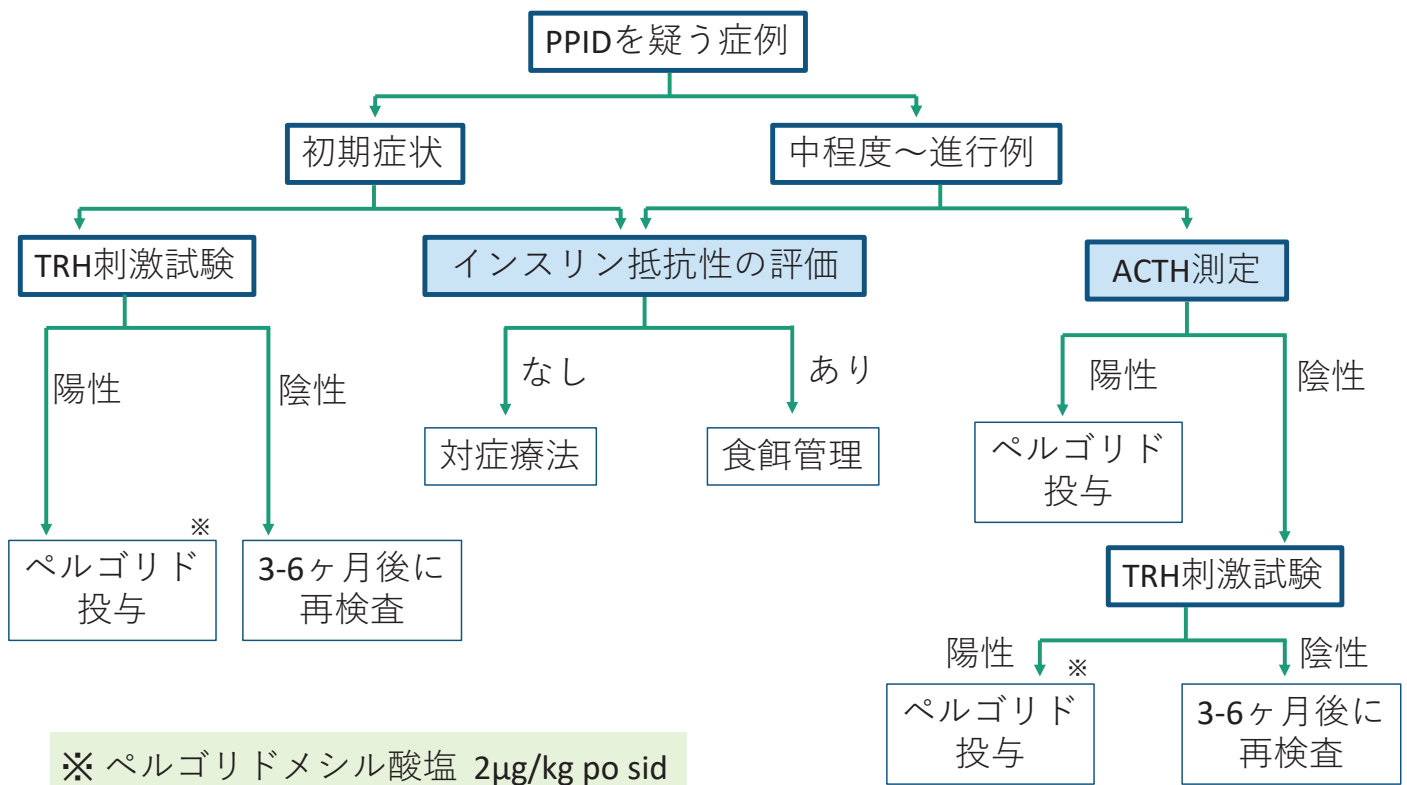 PPIDを疑う症例
初期症状
中程度～進行例
TRH刺激試験
インスリン抵抗性の評価
ACTH測定
陽性
陰性
なし
あり
陽性
陰性
対症療法
食餌管理
ペルゴリド
投与
※
ペルゴリド
投与
3-6ヶ月後に
再検査
TRH刺激試験
陽性
※
陰性
ペルゴリド
投与
3-6ヶ月後に
再検査
※ ペルゴリドメシル酸塩 2μg/kg po sid